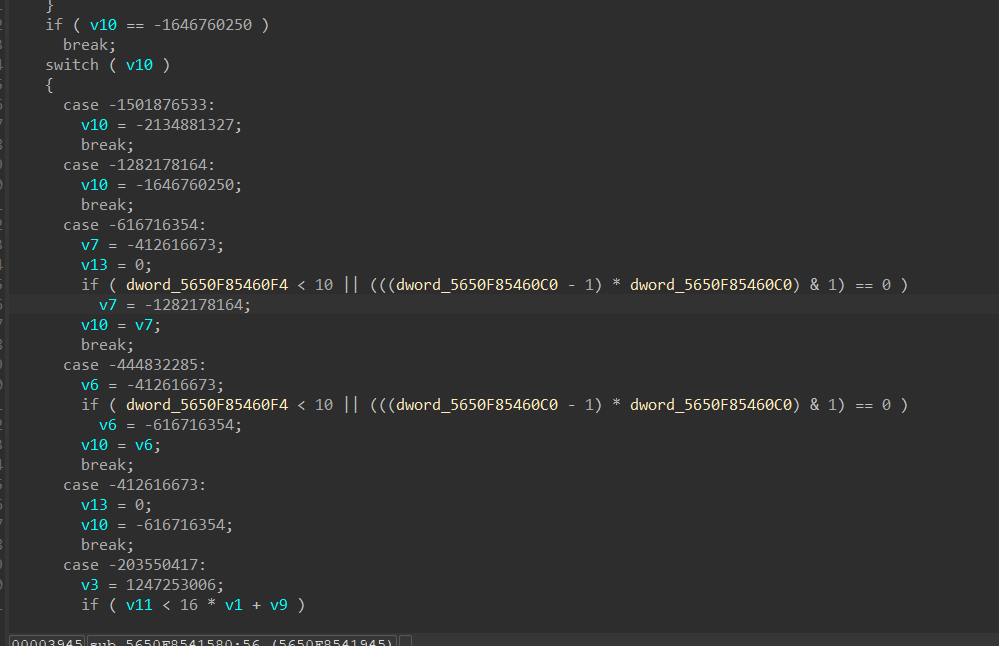 }
if ( v10 == -1646760250 )
break;
switch ( v10 )
{
case -1501876533:
v10 = -2134881327;
break;
case -1282178164:
v10 = -1646760250;
break;
case -616716354:
v7 = -412616673;
v13 = 0;
if ( dword_5650F85460F4 < 10 || (((dword_5650F85460C0 - 1) * dword_5650F85460C0) & 1) == 0 )
v7 = -1282178164;
v10 = v7;
break;
case -444832285:
v6 = -412616673;
if ( dword_5650F85460F4 < 10 || (((dword_5650F85460C0 - 1) * dword_5650F85460C0) & 1) == 0 )
v6 = -616716354;
v10 = v6;
break;
case -412616673:
v13 = 0;
v10 = -616716354;
break;
case -203550417:
v3 = 1247253006;
if ( v11 < 16 * v1 + v9 )
00003945 sub_5650F8541580:56 (5650F8541945)